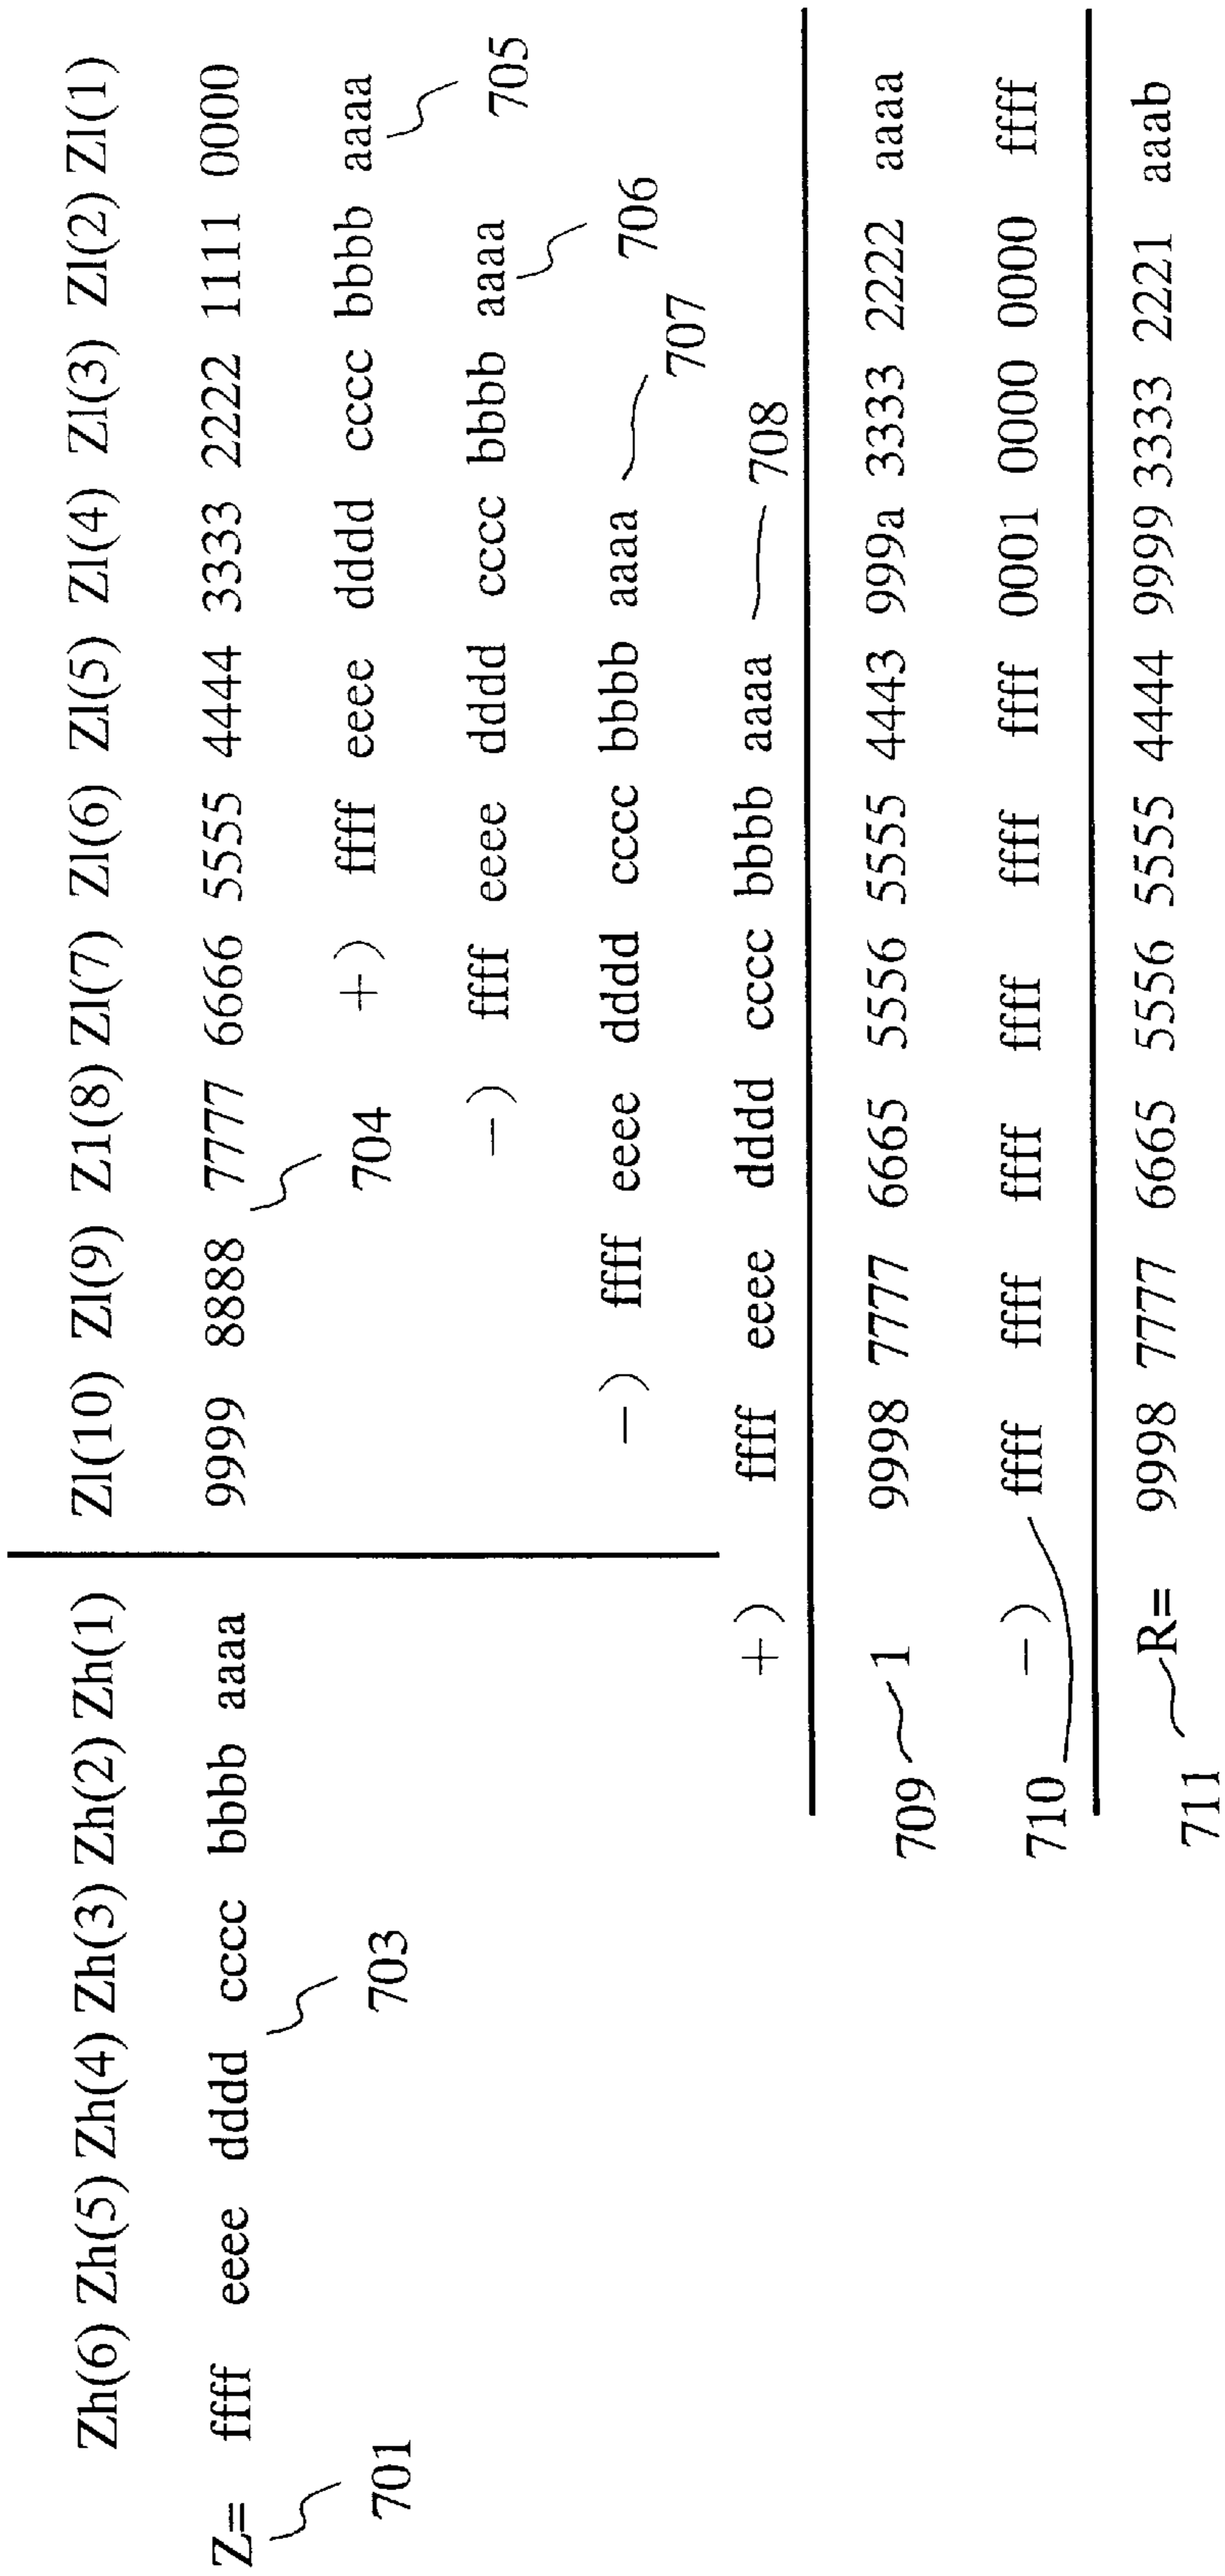 Zh(6) Zh(5) Zh(4) Zh(3) Zh(2) Zh(1) Zl(10) Zl(9) Z1(8) Zl(7) Zl(6) Zl(5) Zl(4) Zl(3) Zl(2) Zl(1)
Z= ffff eeee dddd cccc bbbb aaaa 9999 8888 7777 6666 5555 4444 3333 2222 1111 0000
701 703 704 +) ffff eeee dddd cccc bbbb aaaa
705
−) ffff eeee dddd cccc bbbb aaaa
706
−) ffff eeee dddd cccc bbbb aaaa
707
+) ffff eeee dddd cccc bbbb aaaa 708
709 1 9998 7777 6665 5556 5555 4443 999a 3333 2222 aaaa
710 −) ffff ffff ffff ffff ffff ffff 0001 0000 0000 ffff
711 R= 9998 7777 6665 5556 5555 4444 9999 3333 2221 aaab